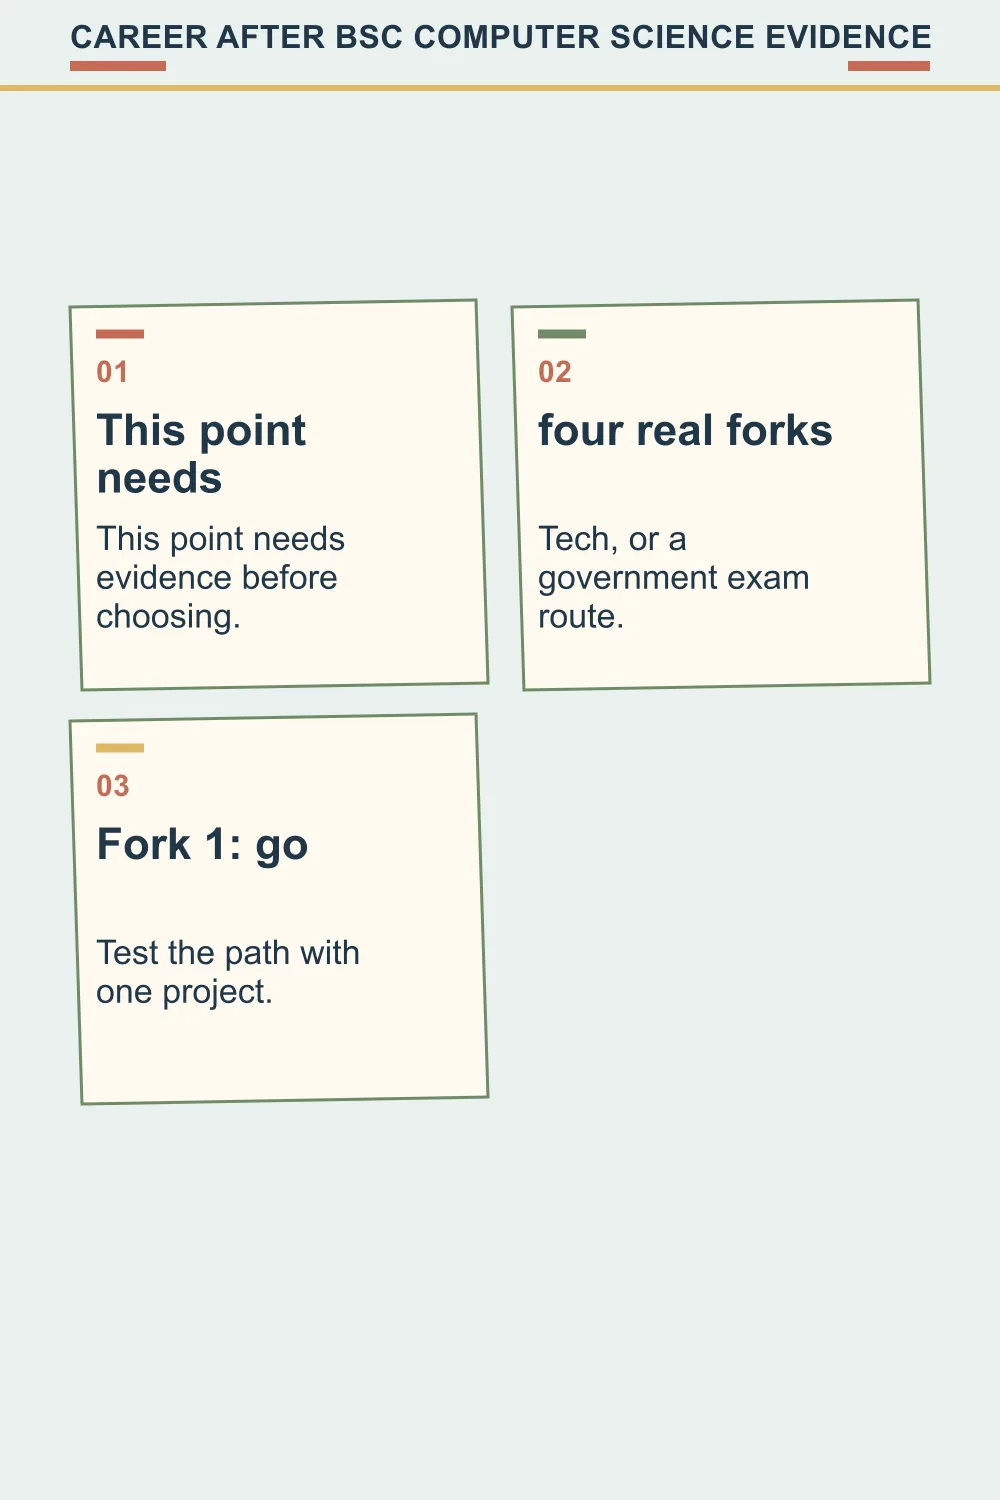 CAREER AFTER BSC COMPUTER SCIENCE EVIDENCE
01
This point
needs
This point needs
evidence before
choosing.
02
four real forks
Tech, or a
government exam
route.
03
Fork 1: go
Test the path with
one project.